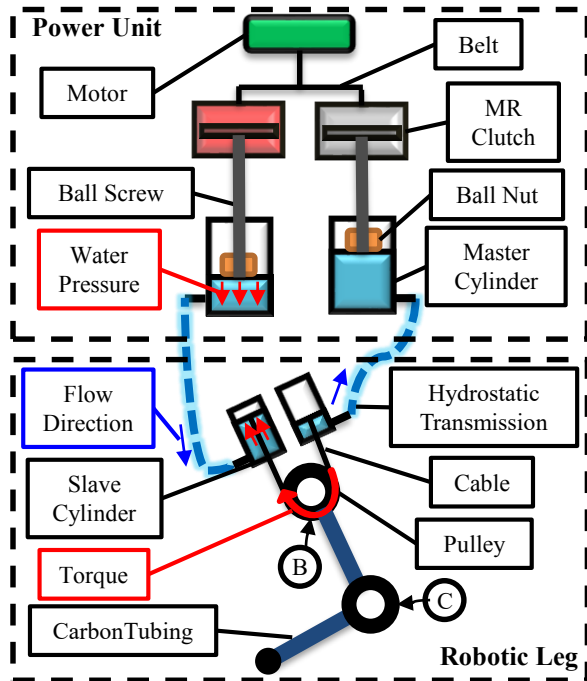 Power Unit
Belt
Motor
MR
Clutch
Ball Screw
Ball Nut
Water
Pressure
Master
Cylinder
Flow
Direction
Hydrostatic
Transmission
Slave
Cylinder
Cable
Pulley
B
Torque
C
CarbonTubing
Robotic Leg